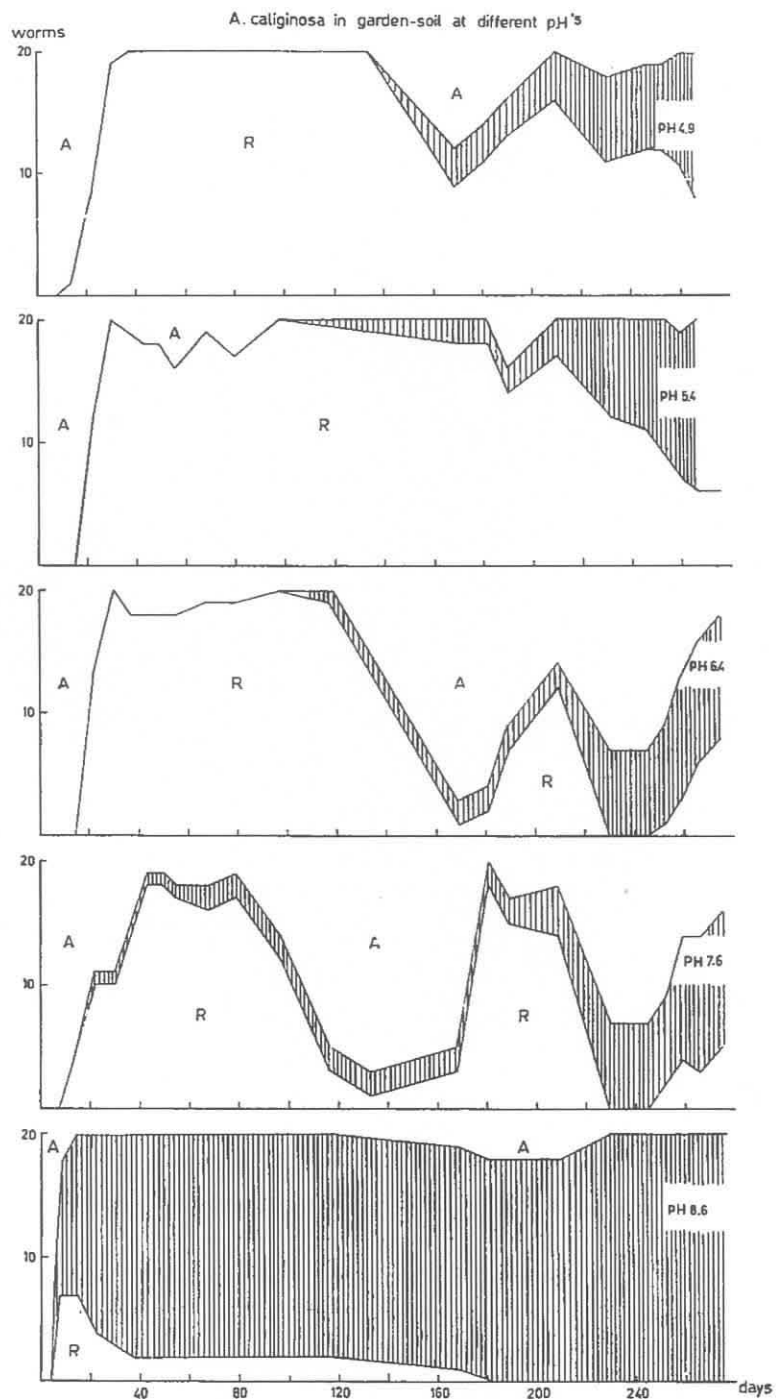 A. caliginosa in garden-soil at different pH's
worms
20
A
A
R
PH 4.9
10
20
A
A
R
PH 5.4
10
20
A
R
A
PH 6.4
10
R
20
A
A
PH 7.6
10
R
R
20
A
A
PH 8.6
10
R
40 80 120 160 200 240 days